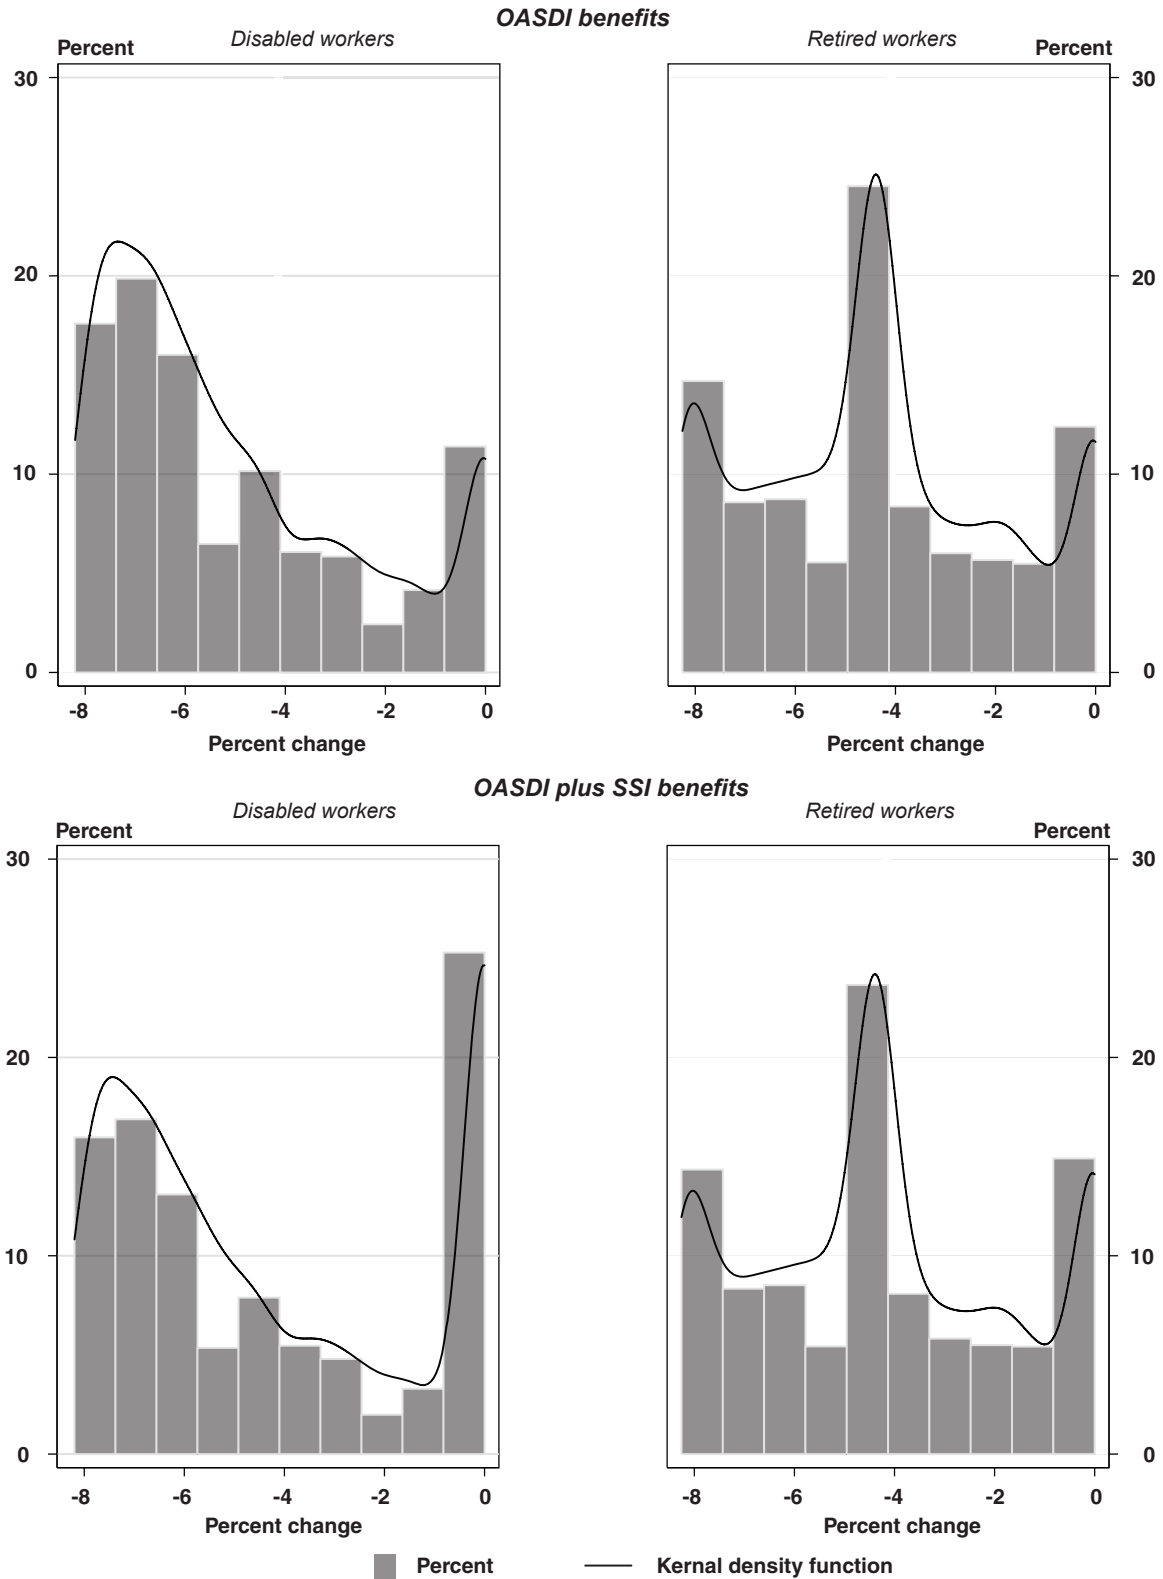 OASDI benefits
Disabled workers
Retired workers
Percent
Percent
30
20
10
0
30
20
10
0
-8 -6 -4 -2 0
-8 -6 -4 -2 0
Percent change
Percent change
OASDI plus SSI benefits
Disabled workers
Retired workers
Percent
Percent
30
20
10
0
30
20
10
0
-8 -6 -4 -2 0
-8 -6 -4 -2 0
Percent change
Percent change
Percent
Kernal density function